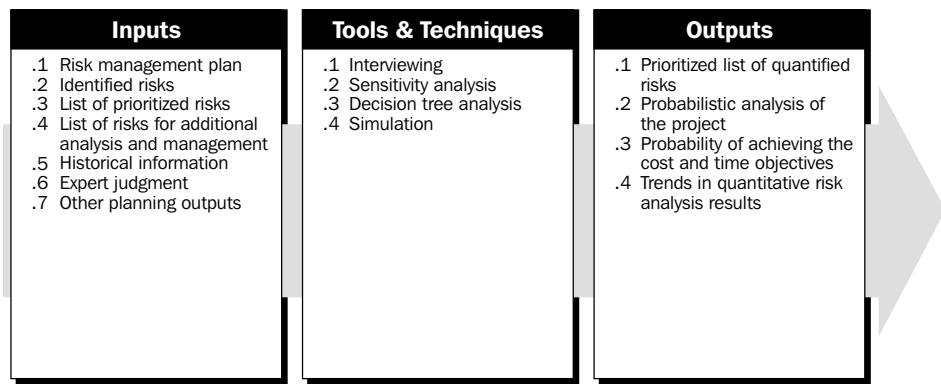 Inputs
.1 Risk management plan
.2 Identified risks
.3 List of prioritized risks
.4 List of risks for additional
analysis and management
.5 Historical information
.6 Expert judgment
.7 Other planning outputs
Tools & Techniques
.1 Interviewing
.2 Sensitivity analysis
.3 Decision tree analysis
.4 Simulation
Outputs
.1 Prioritized list of quantified
risks
.2 Probabilistic analysis of
the project
.3 Probability of achieving the
cost and time objectives
.4 Trends in quantitative risk
analysis results